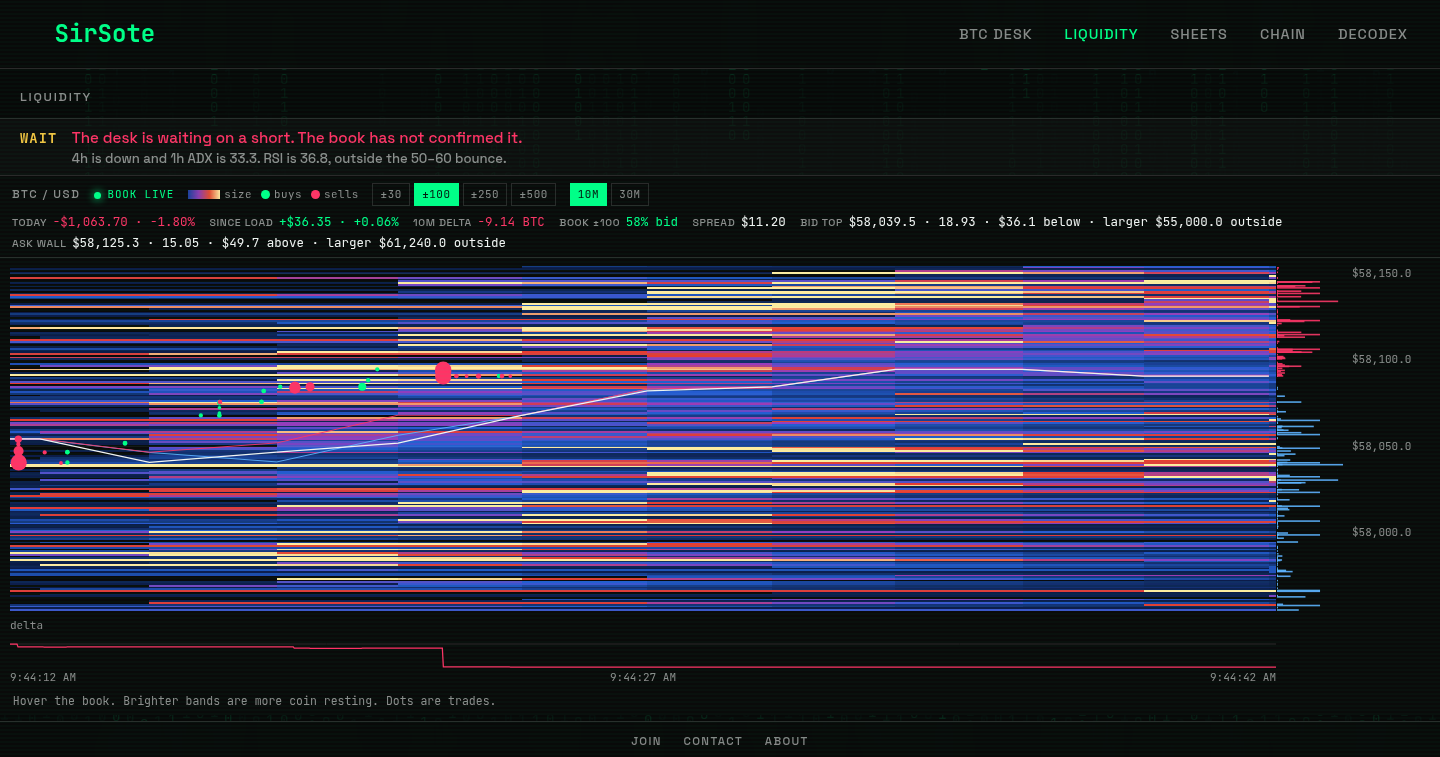 SirSote
BTC DESK LIQUIDITY SHEETS CHAIN DECODEX
LIQUIDITY
WAIT The desk is waiting on a short. The book has not confirmed it.
4h is down and 1h ADX is 33.3. RSI is 36.8, outside the 50–60 bounce.
BTC / USD BOOK LIVE size buys sells ±30 ±100 ±250 ±500 10M 30M
TODAY -$1,063.70 · -1.80% SINCE LOAD +$36.35 · +0.06% 10M DELTA -9.14 BTC BOOK ±100 58% bid SPREAD $11.20 BID TOP $58,039.5 · 18.93 · $36.1 below · larger $55,000.0 outside
ASK WALL $58,125.3 · 15.05 · $49.7 above · larger $61,240.0 outside
$58,150.0
$58,100.0
$58,050.0
$58,000.0
delta
9:44:12 AM 9:44:27 AM 9:44:42 AM
Hover the book. Brighter bands are more coin resting. Dots are trades.
JOIN CONTACT ABOUT